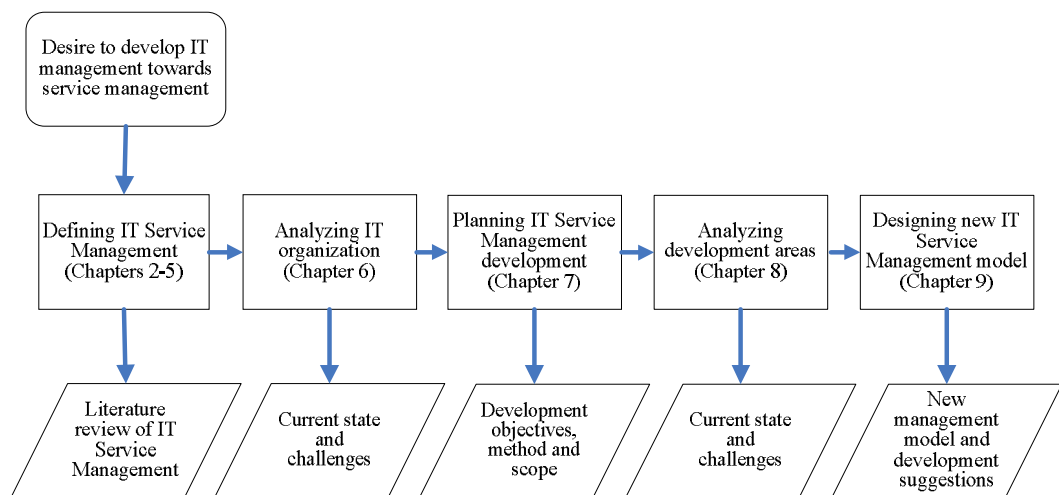 Desire to develop IT
management towards
service management
Defining IT Service
Management
(Chapters 2-5)
Analyzing IT
organization
(Chapter 6)
Planning IT Service
Management
development
(Chapter 7)
Analyzing
development areas
(Chapter 8)
Designing new IT
Service
Management model
(Chapter 9)
Literature
review of IT
Service
Management
Current state
and
challenges
Development
objectives,
method and
scope
Current state
and
challenges
New
management
model and
development
suggestions